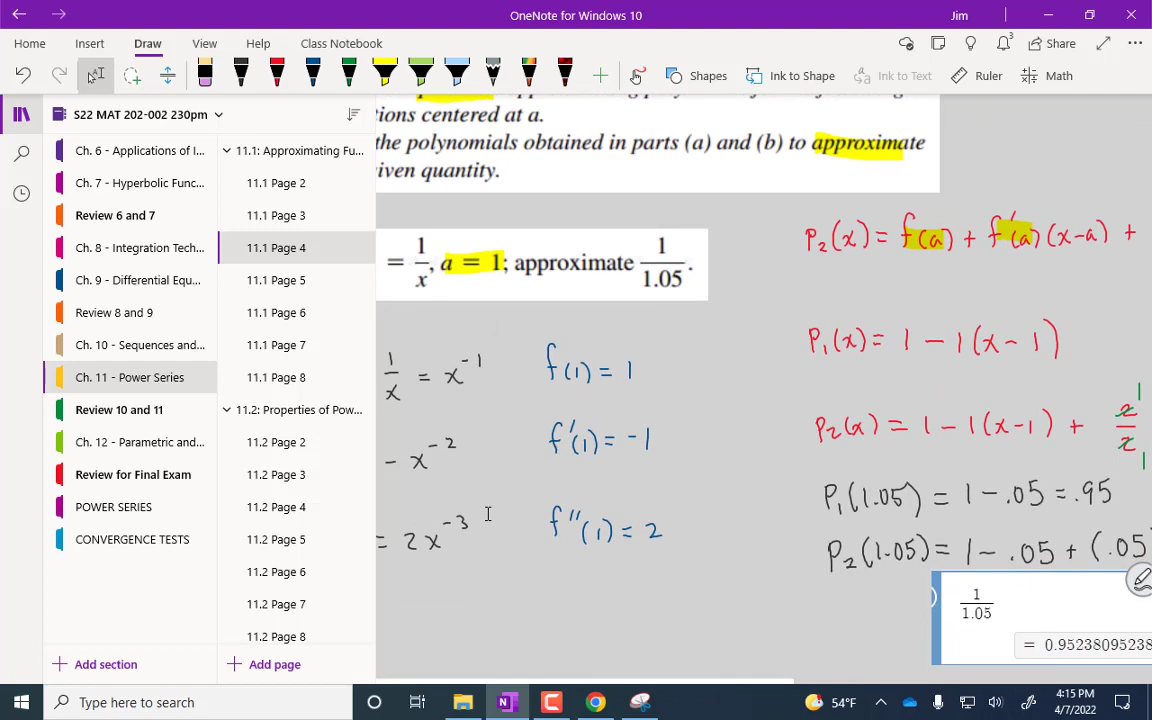 OneNote for Windows 10
Jim
Home Insert Draw View Help Class Notebook
Share
Shapes Ink to Shape Ink to Text Ruler Math
S22 MAT 202-002 230pm
Ch. 6 - Applications of I...
Ch. 7 - Hyperbolic Func...
Review 6 and 7
Ch. 8 - Integration Tech...
Ch. 9 - Differential Equ...
Review 8 and 9
Ch. 10 - Sequences and...
Ch. 11 - Power Series
Review 10 and 11
Ch. 12 - Parametric and...
Review for Final Exam
POWER SERIES
CONVERGENCE TESTS
Add section
11.1: Approximating Fu...
11.1 Page 2
11.1 Page 3
11.1 Page 4
11.1 Page 5
11.1 Page 6
11.1 Page 7
11.1 Page 8
11.2: Properties of Pow...
11.2 Page 2
11.2 Page 3
11.2 Page 4
11.2 Page 5
11.2 Page 6
11.2 Page 7
11.2 Page 8
Add page
tions centered at a.
the polynomials obtained in parts (a) and (b) to approximate
iven quantity.
= 1/x, a = 1; approximate 1/1.05.
1/x = x⁻¹
- x⁻²
= 2x⁻³
f(1) = 1
f'(1) = -1
f''(1) = 2
P₂(x) = f(a) + f'(a)(x-a) +
P₁(x) = 1 - 1(x-1)
P₂(x) = 1 - 1(x-1) + 2/2 1 1
P₁(1.05) = 1 - .05 = .95
P₂(1.05) = 1 - .05 + (.05
1/1.05
= 0.95238095238
Type here to search
54°F
4:15 PM
4/7/2022